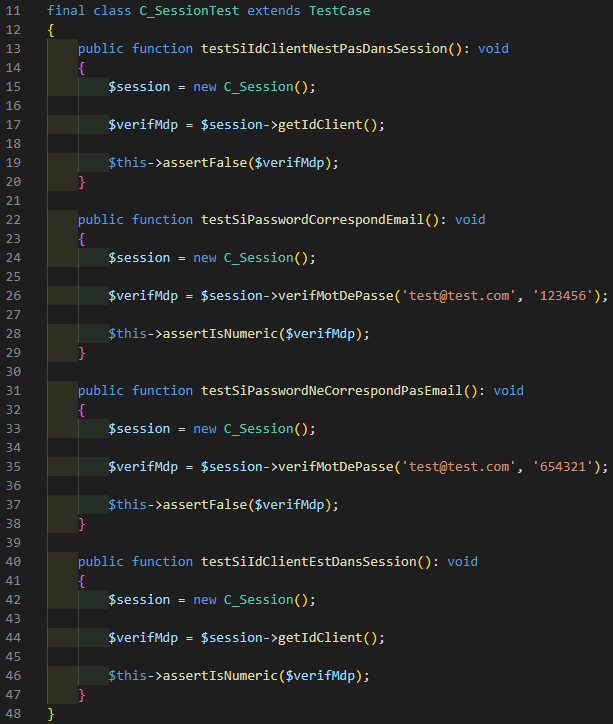 11 final class C_SessionTest extends TestCase
12 {
13     public function testSiIdClientNestPasDansSession(): void
14     {
15         $session = new C_Session();
16
17         $verifMdp = $session->getIdClient();
18
19         $this->assertFalse($verifMdp);
20     }
21
22     public function testSiPasswordCorrespondEmail(): void
23     {
24         $session = new C_Session();
25
26         $verifMdp = $session->verifMotDePasse('test@test.com', '123456');
27
28         $this->assertIsNumeric($verifMdp);
29     }
30
31     public function testSiPasswordNeCorrespondPasEmail(): void
32     {
33         $session = new C_Session();
34
35         $verifMdp = $session->verifMotDePasse('test@test.com', '654321');
36
37         $this->assertFalse($verifMdp);
38     }
39
40     public function testSiIdClientEstDansSession(): void
41     {
42         $session = new C_Session();
43
44         $verifMdp = $session->getIdClient();
45
46         $this->assertIsNumeric($verifMdp);
47     }
48 }